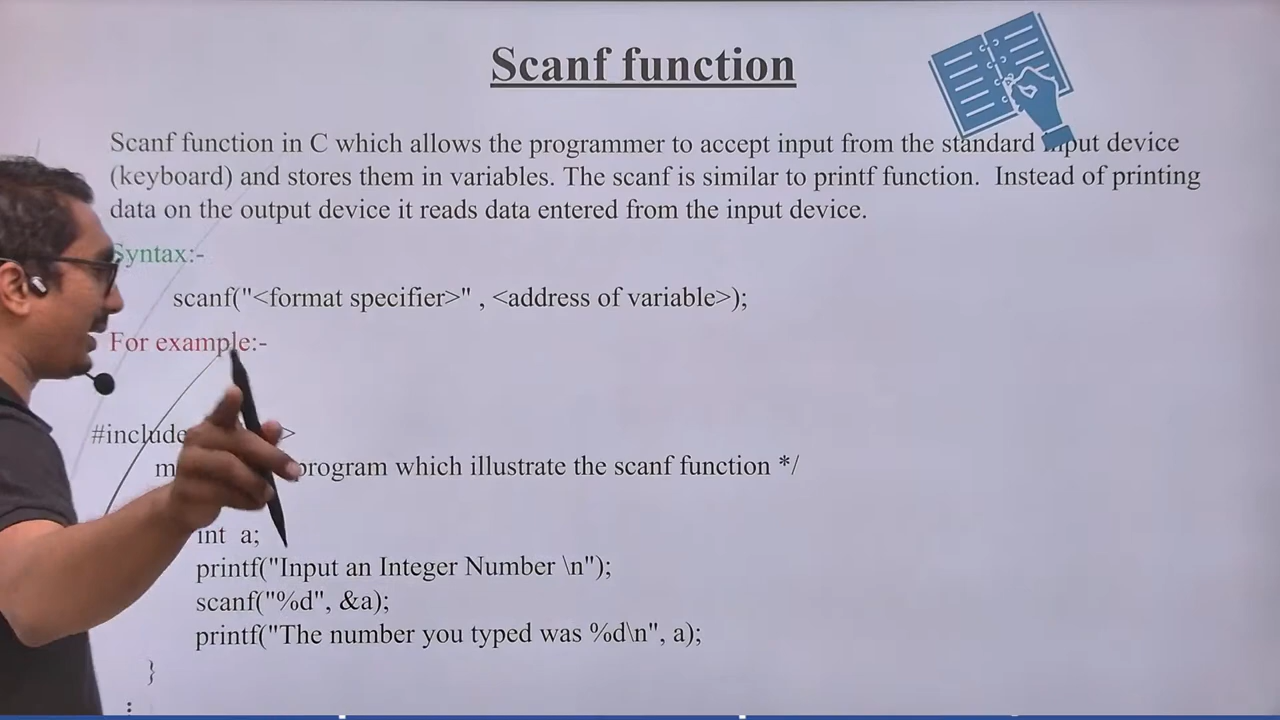 Scanf function
Scanf function in C which allows the programmer to accept input from the standard input device
(keyboard) and stores them in variables. The scanf is similar to printf function. Instead of printing
data on the output device it reads data entered from the input device.
Syntax:-
scanf("<format specifier>" , <address of variable>);
For example:-
#include >
program which illustrate the scanf function */
int a;
printf("Input an Integer Number \n");
scanf("%d", &a);
printf("The number you typed was %d\n", a);
}